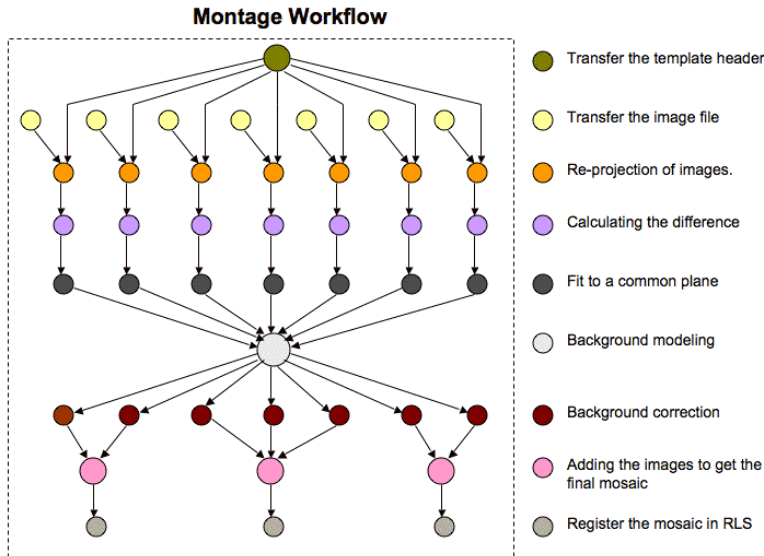 Montage Workflow
Transfer the template header
Transfer the image file
Re-projection of images.
Calculating the difference
Fit to a common plane
Background modeling
Background correction
Adding the images to get the
final mosaic
Register the mosaic in RLS